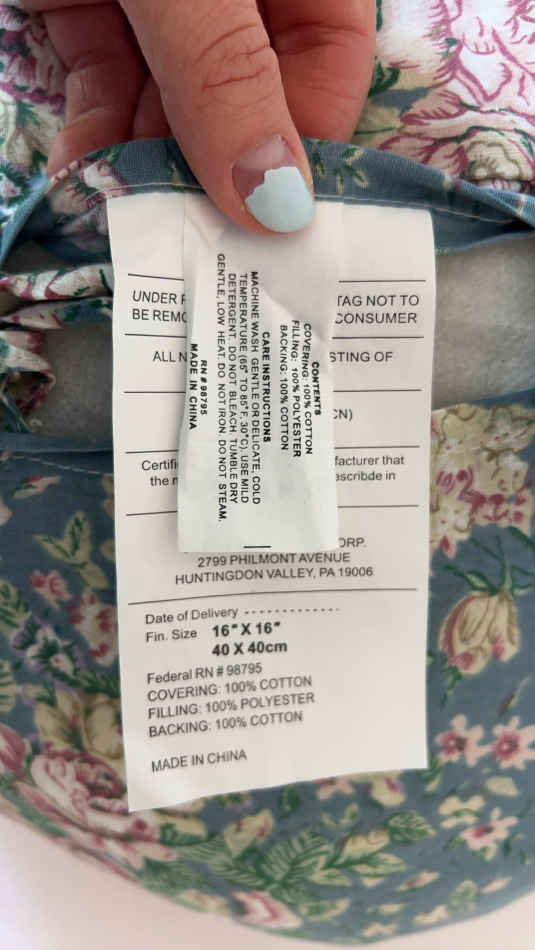 UNDER
TAG NOT TO
BE REMO
CONSUMER
ALL N
STING OF
CN)
Certifi
facturer that
the m
escribde in
ORP.
2799 PHILMONT AVENUE
HUNTINGDON VALLEY, PA 19006
Date of Delivery - - - - - - - - - - - - -
Fin. Size 16" X 16"
40 X 40cm
Federal RN # 98795
COVERING: 100% COTTON
FILLING: 100% POLYESTER
BACKING: 100% COTTON
MADE IN CHINA
CONTENTS
COVERING: 100% COTTON
FILLING: 100% POLYESTER
BACKING: 100% COTTON
CARE INSTRUCTIONS
MACHINE WASH GENTLE OR DELICATE, COLD
TEMPERATURE (65° TO 85° F, 30°C), USE MILD
DETERGENT. DO NOT BLEACH. TUMBLE DRY
GENTLE, LOW HEAT. DO NOT IRON. DO NOT STEAM.
RN # 98795
MADE IN CHINA